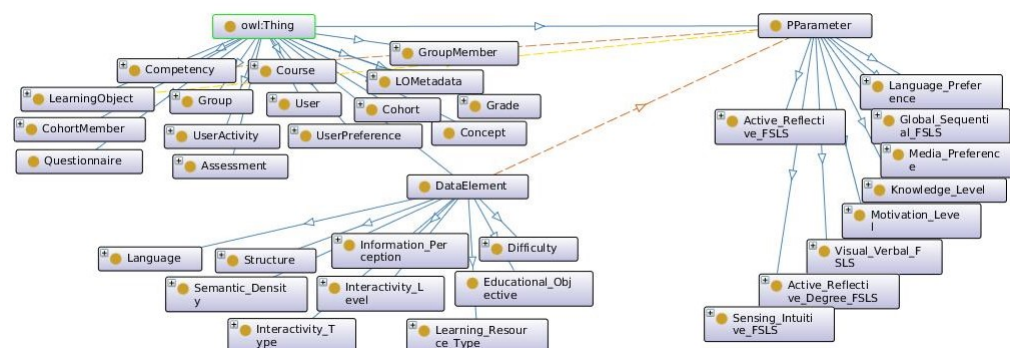 owl:Thing
PParameter
GroupMember
Competency
Course
LOMetadata
Language_Prefer
ence
LearningObject
Group
User
Cohort
Grade
Active_Reflecti
ve_FSLS
Global_Sequenti
al_FSLS
CohortMember
UserActivity
UserPreference
Concept
Media_Preferenc
e
Questionnaire
Assessment
DataElement
Knowledge_Level
Motivation_Leve
l
Language
Structure
Information_Per
ception
Difficulty
Visual_Verbal_F
SLS
Semantic_Densit
y
Interactivity_L
evel
Educational_Obj
ective
Active_Reflecti
ve_Degree_FSLS
Interactivity_T
ype
Learning_Resour
ce_Type
Sensing_Intuiti
ve_FSLS